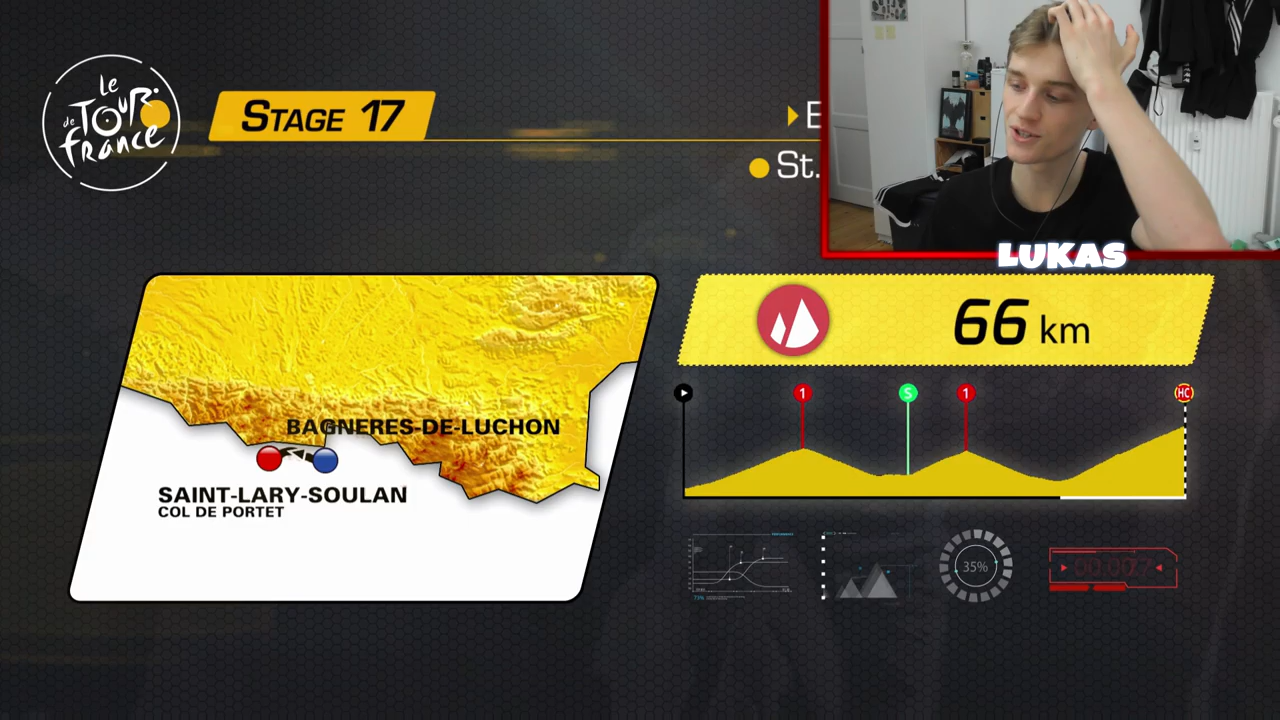 Le
TOUR
de
france
STAGE 17
E
St.
LUKAS
66 km
1
S
1
HC
BAGNERES-DE-LUCHON
SAINT-LARY-SOULAN
COL DE PORTET
35%